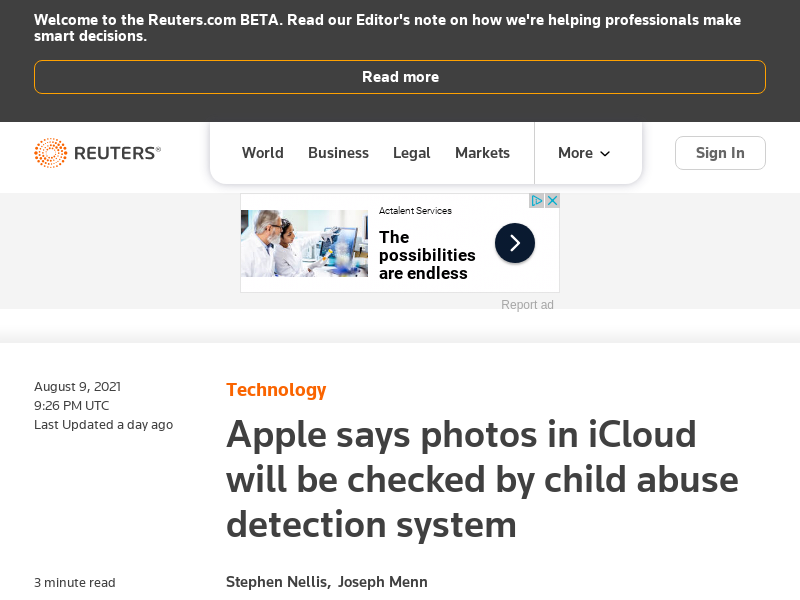 Welcome to the Reuters.com BETA. Read our Editor's note on how we're helping professionals make
smart decisions.
Read more
REUTERS®
World Business Legal Markets More
Sign In
Actalent Services
The
possibilities
are endless
Report ad
August 9, 2021
9:26 PM UTC
Last Updated a day ago
Technology
Apple says photos in iCloud
will be checked by child abuse
detection system
3 minute read
Stephen Nellis, Joseph Menn